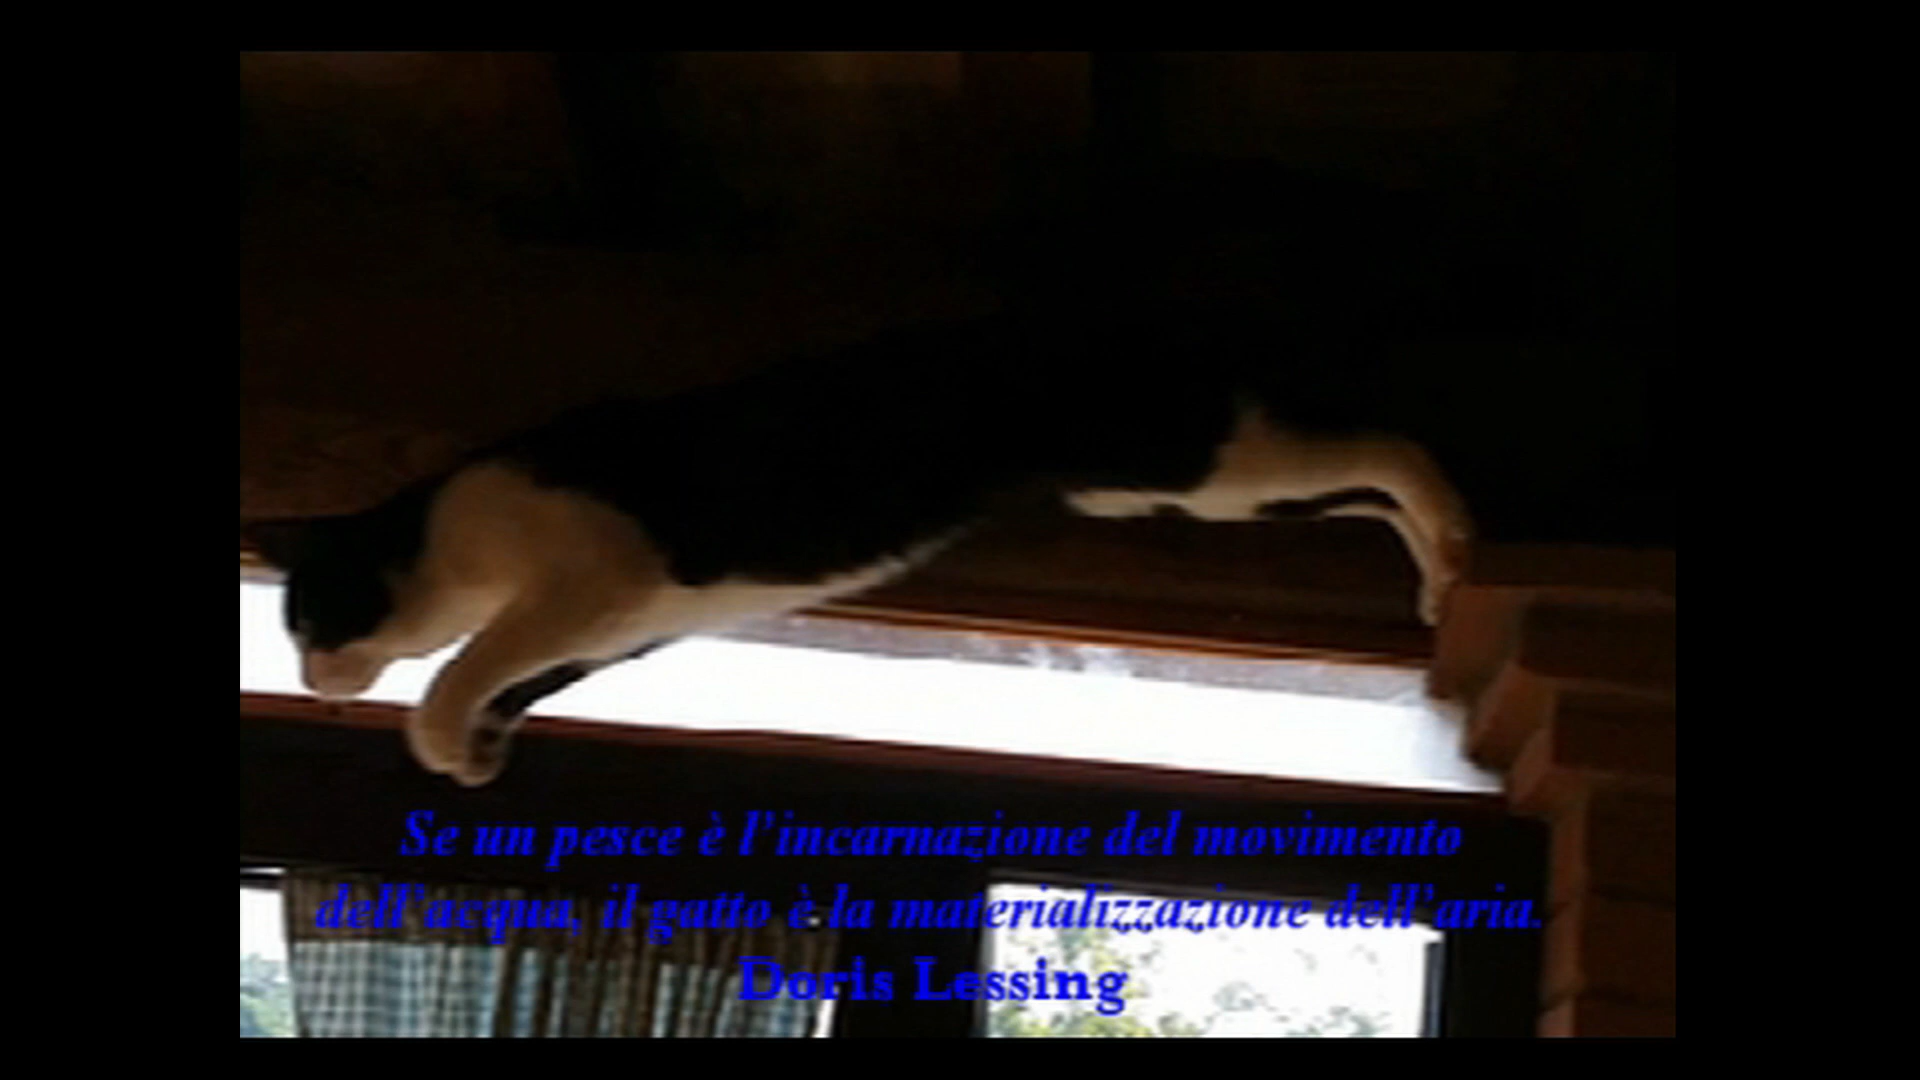 Se un pesce è l’incarnazione del movimento
dell’acqua, il gatto è la materializzazione dell’aria.
Doris Lessing